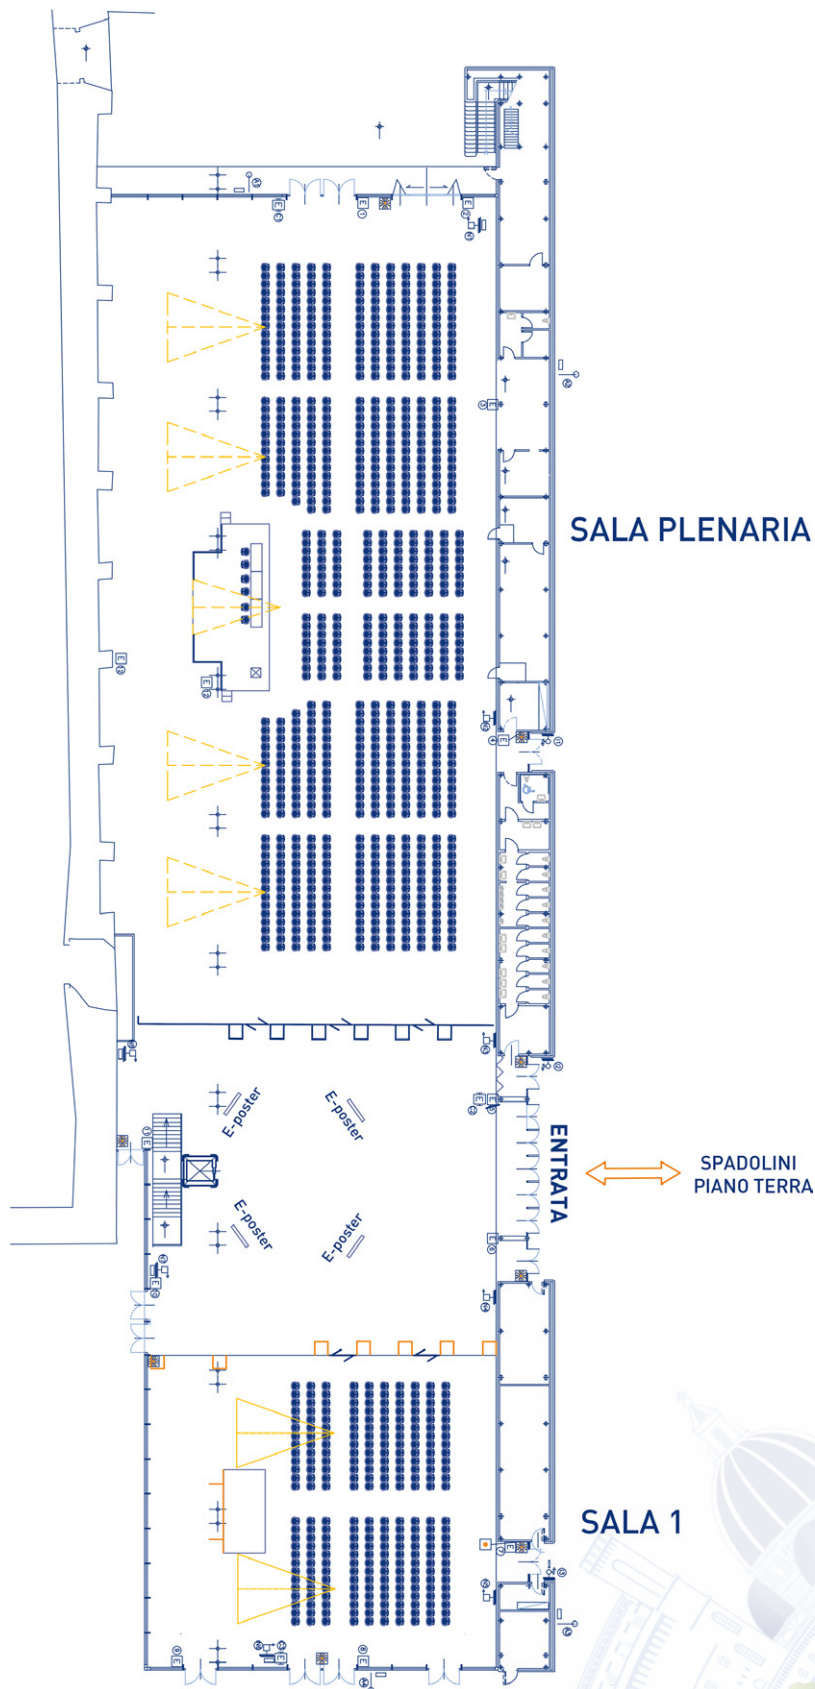 SALA PLENARIA
E-poster
E-poster
E-poster
E-poster
ENTRATA
SPADOLINI
PIANO TERRA
SALA 1